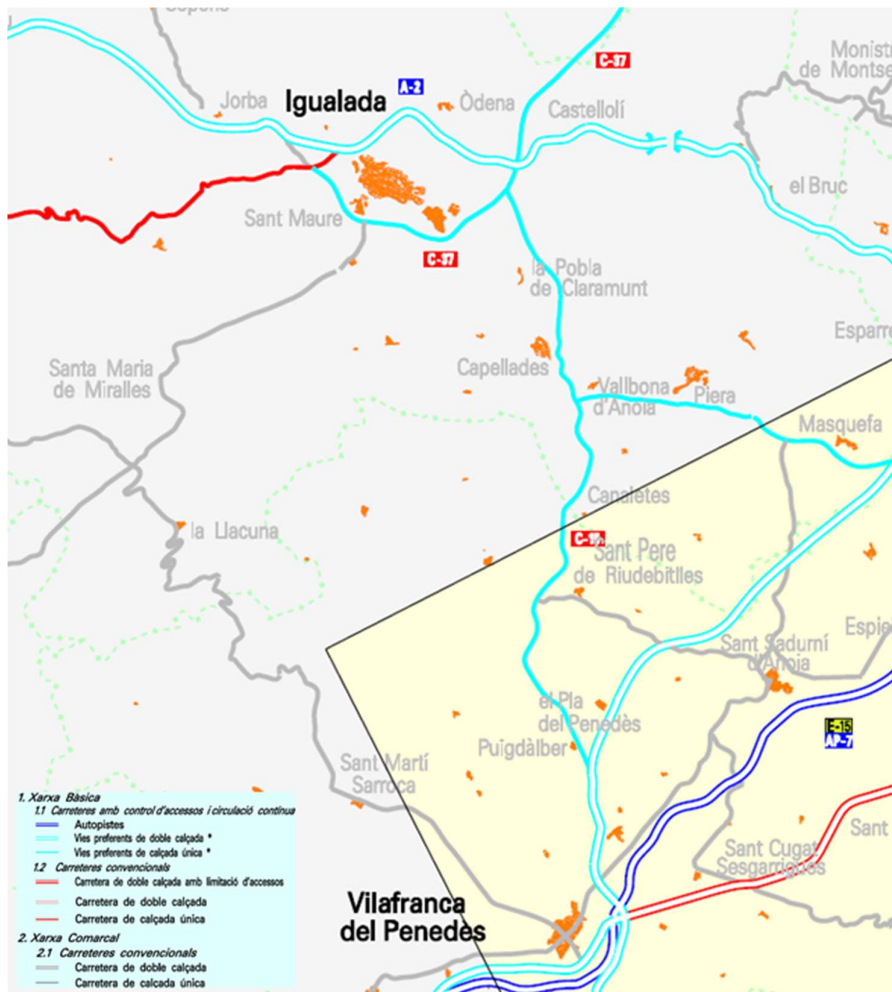 C-37
Monistr
de Montse
A-2
Jorba
Igualada
Òdena
Castellolí
el Bruc
Sant Maure
C-37
la Pobla
de Claramunt
Esparre
Santa Maria
de Miralles
Capellades
Vallbona
d'Anoia
Piera
Masquefa
Canaletes
la Llacuna
Sant Pere
de Riudebitlles
Sant Sadurní
d'Anoia
Espie
el Pla
del Penedès
Puigdàlber
E-15
AP-7
Sant Martí
Sarroca
Sant
Sant Cugat
Sesgarrigues
Vilafranca
del Penedès
1. Xarxa Bàsica
1.1 Carreteres amb control d'accessos i circulació contínua
Autopistes
Vies preferents de doble calçada *
Vies preferents de calçada única *
1.2 Carreteres convencionals
Carretera de doble calçada amb limitació d'accessos
Carretera de doble calçada
Carretera de calçada única
2. Xarxa Comarcal
2.1 Carreteres convencionals
Carretera de doble calçada
Carretera de calçada única